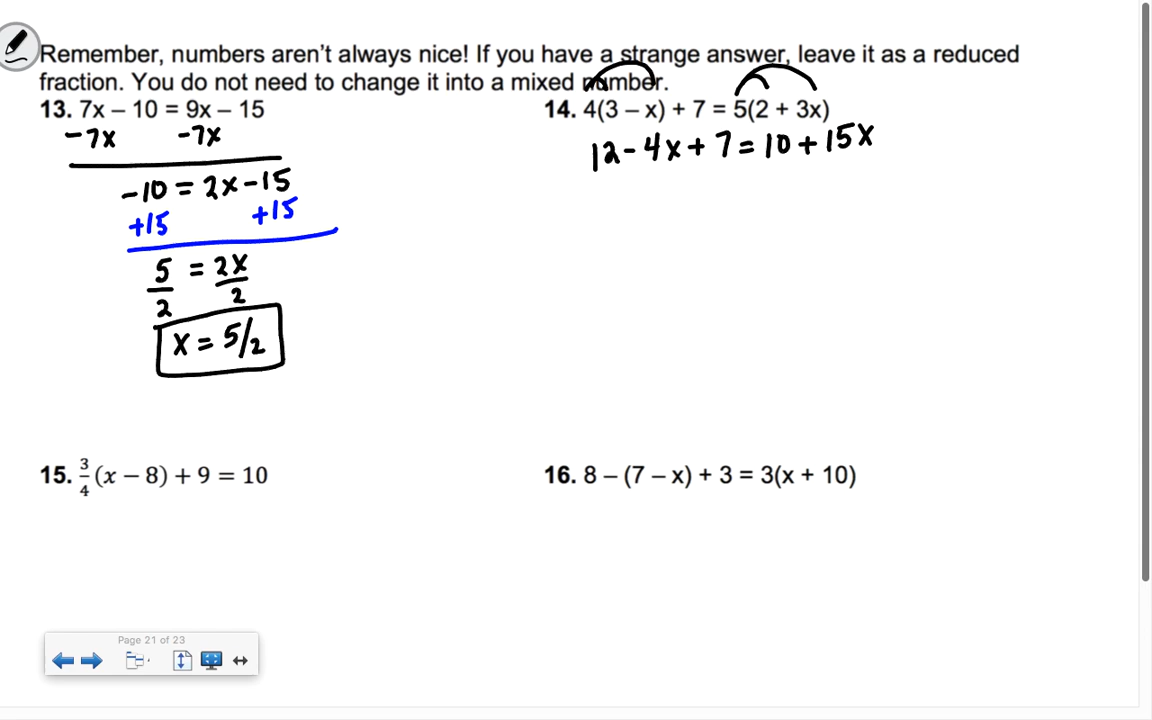 Remember, numbers aren't always nice! If you have a strange answer, leave it as a reduced
fraction. You do not need to change it into a mixed number.
13. 7x – 10 = 9x – 15
-7x -7x
-10 = 2x - 15
+15 +15
5 = 2x
2 2
x = 5/2
14. 4(3 – x) + 7 = 5(2 + 3x)
12 - 4x + 7 = 10 + 15x
15. 3/4 (x − 8) + 9 = 10
16. 8 – (7 – x) + 3 = 3(x + 10)
Page 21 of 23